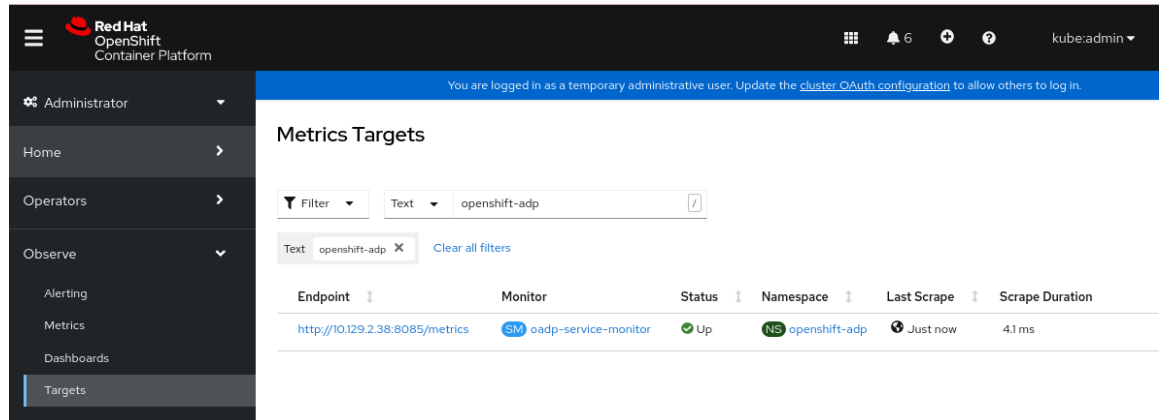 Red Hat
OpenShift
Container Platform
6
kube:admin
You are logged in as a temporary administrative user. Update the cluster OAuth configuration to allow others to log in.
Administrator
Home
Operators
Observe
Alerting
Metrics
Dashboards
Targets
Metrics Targets
Filter Text openshift-adp /
Text openshift-adp Clear all filters
Endpoint Monitor Status Namespace Last Scrape Scrape Duration
http://10.129.2.38:8085/metrics SM oadp-service-monitor Up NS openshift-adp Just now 4.1 ms